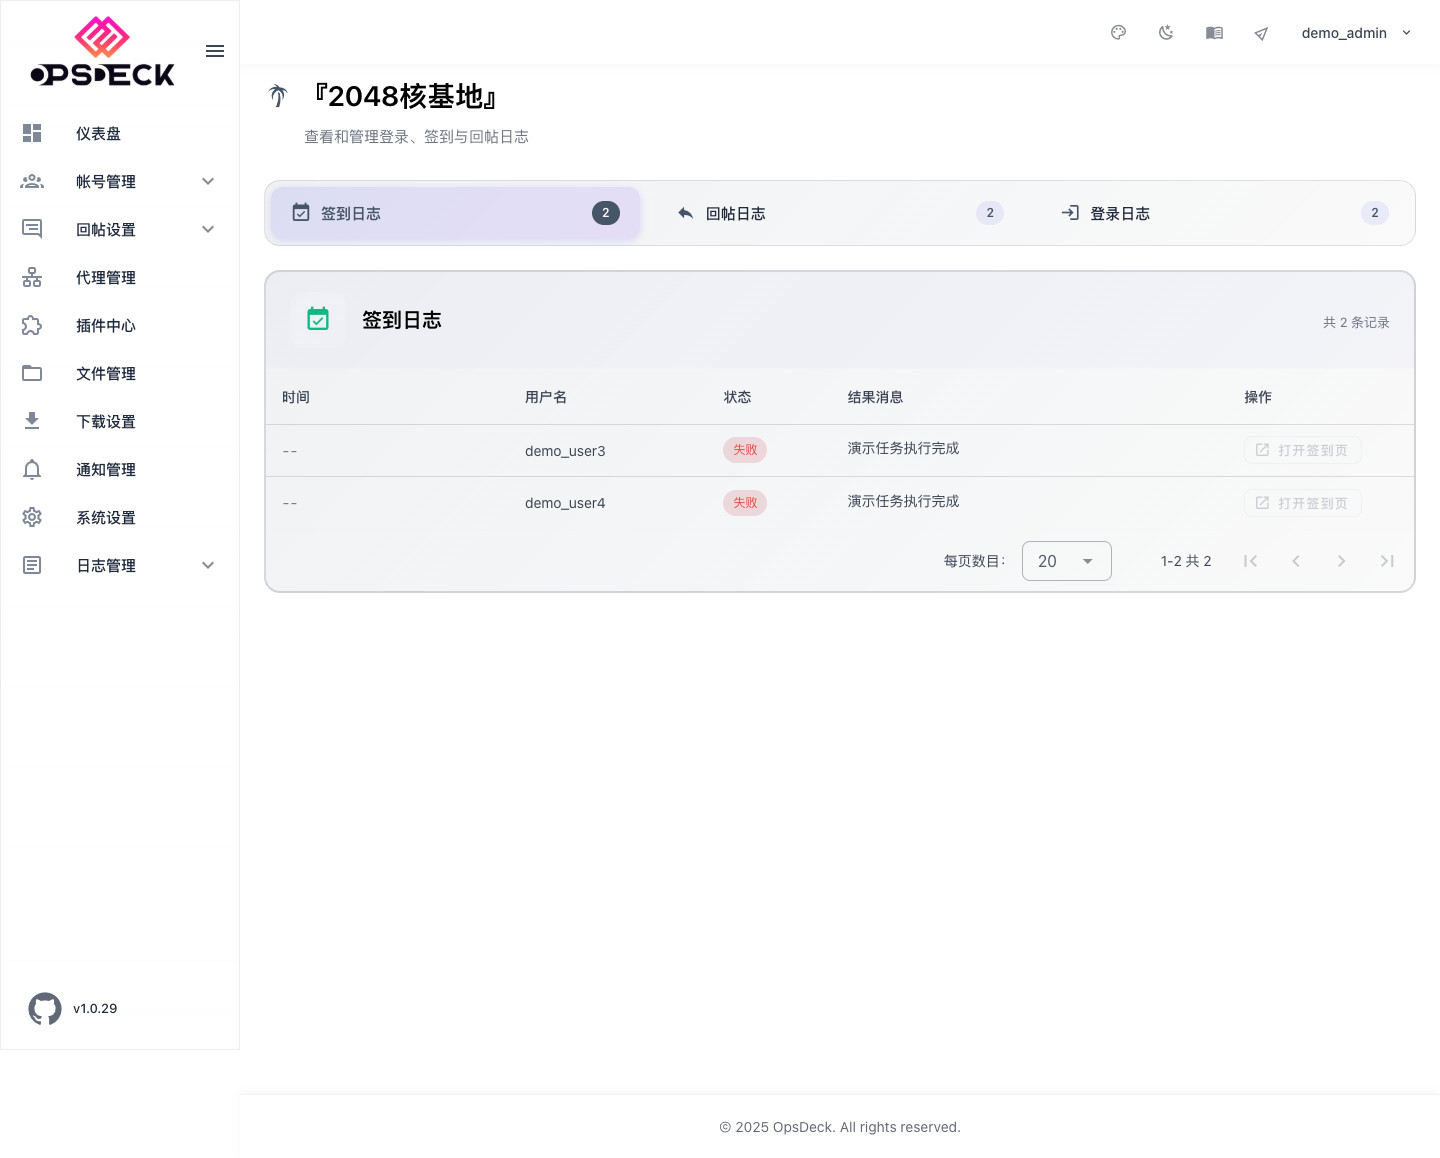 OPSDECK
demo_admin
仪表盘
帐号管理
回帖设置
代理管理
插件中心
文件管理
下载设置
通知管理
系统设置
日志管理
v1.0.29
『2048核基地』
查看和管理登录、签到与回帖日志
签到日志 2 回帖日志 2 登录日志 2
签到日志 共 2 条记录
时间 用户名 状态 结果消息 操作
-- demo_user3 失败 演示任务执行完成 打开签到页
-- demo_user4 失败 演示任务执行完成 打开签到页
每页数目: 20 1-2 共 2
© 2025 OpsDeck. All rights reserved.